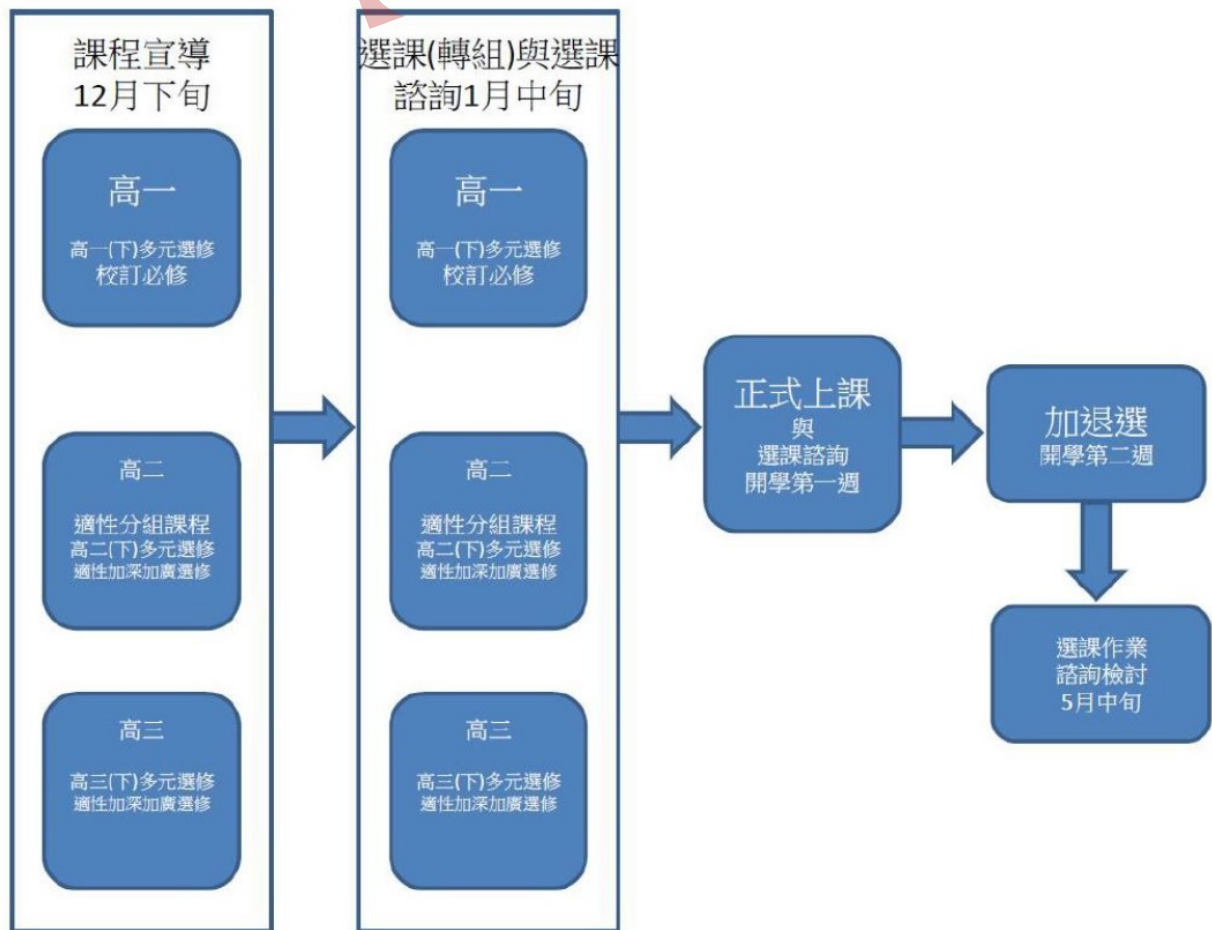 課程宣導
12月下旬
高一
高一(下)多元選修
校訂必修
高二
適性分組課程
高二(下)多元選修
適性加深加廣選修
高三
高三(下)多元選修
適性加深加廣選修
選課(轉組)與選課
諮詢1月中旬
高一
高一(下)多元選修
校訂必修
高二
適性分組課程
高二(下)多元選修
適性加深加廣選修
高三
高三(下)多元選修
適性加深加廣選修
正式上課
與
選課諮詢
開學第一週
加退選
開學第二週
選課作業
諮詢檢討
5月中旬